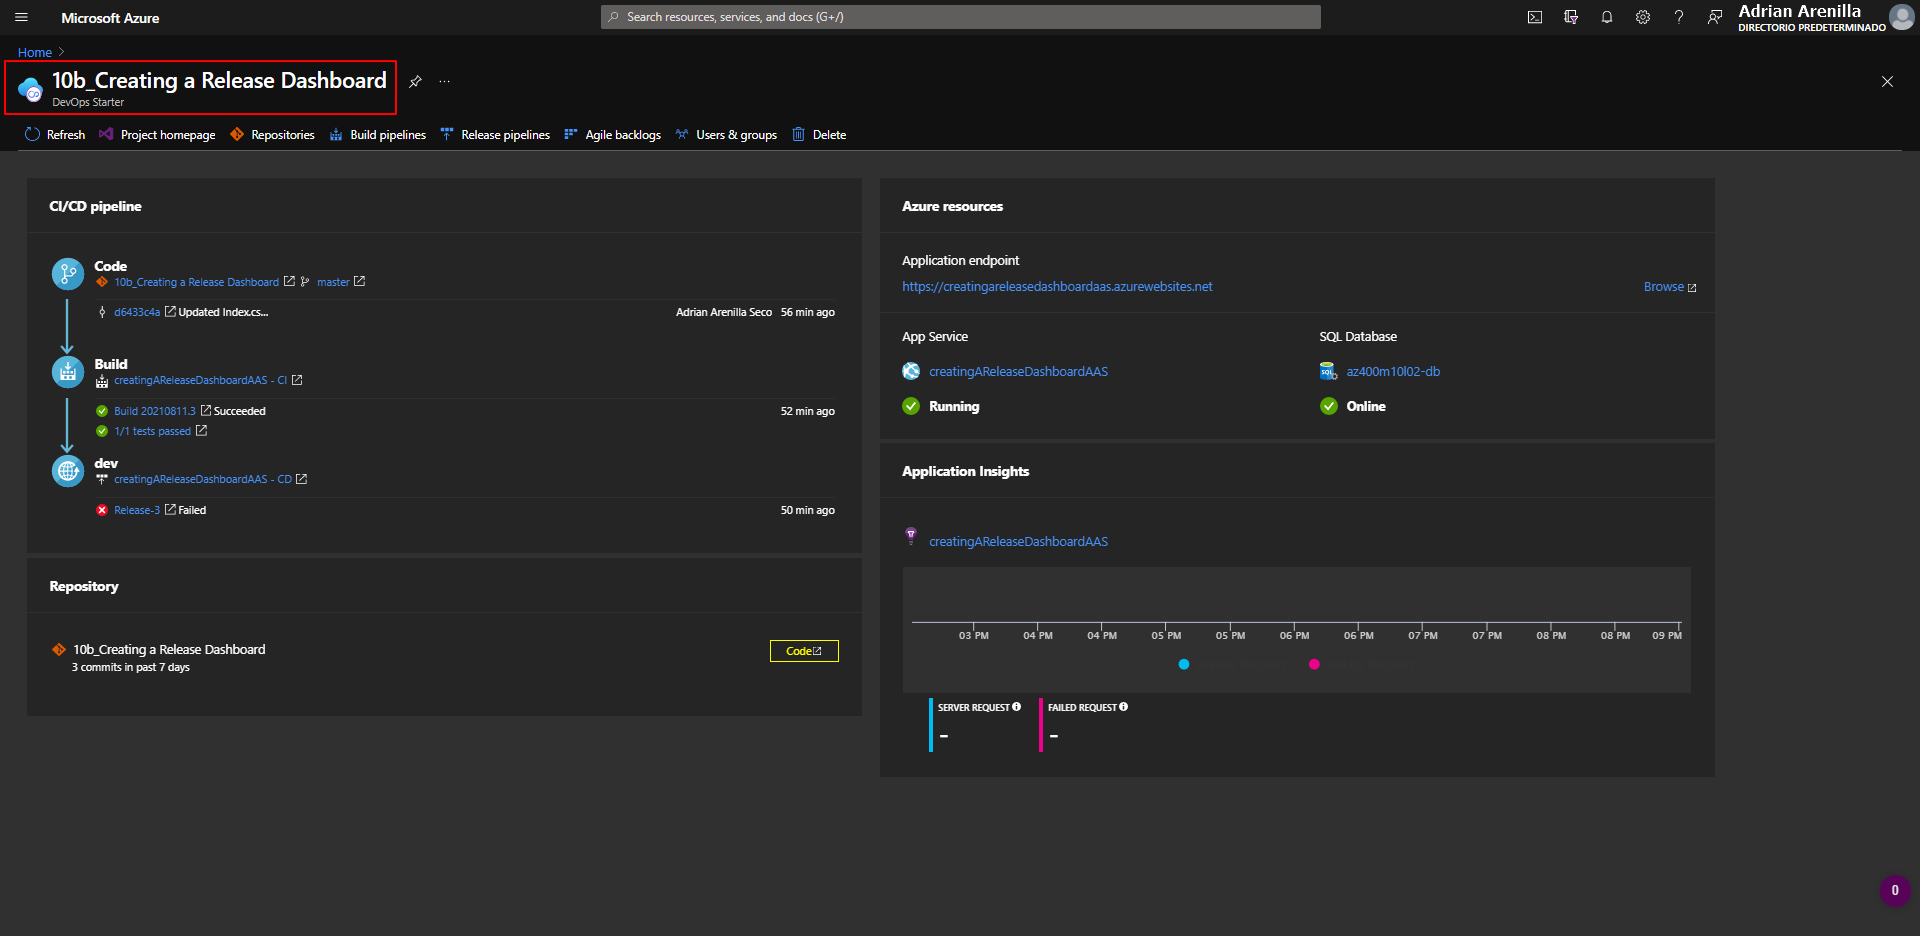 Microsoft Azure
Search resources, services, and docs (G+/)
Adrian Arenilla
DIRECTORIO PREDETERMINADO
Home
10b_Creating a Release Dashboard
DevOps Starter
Refresh Project homepage Repositories Build pipelines Release pipelines Agile backlogs Users & groups Delete
CI/CD pipeline
Code
10b_Creating a Release Dashboard master
d6433c4a Updated Index.cs... Adrian Arenilla Seco 56 min ago
Build
creatingAReleaseDashboardAAS - CI
Build 20210811.3 Succeeded 52 min ago
1/1 tests passed
dev
creatingAReleaseDashboardAAS - CD
Release-3 Failed 50 min ago
Repository
10b_Creating a Release Dashboard
3 commits in past 7 days
Code
Azure resources
Application endpoint
https://creatingareleasedashboardaas.azurewebsites.net Browse
App Service SQL Database
creatingAReleaseDashboardAAS az400m10l02-db
Running Online
Application Insights
creatingAReleaseDashboardAAS
03 PM 04 PM 04 PM 05 PM 05 PM 06 PM 06 PM 07 PM 07 PM 08 PM 08 PM 09 PM
SERVER REQUEST FAILED REQUEST
- -
0